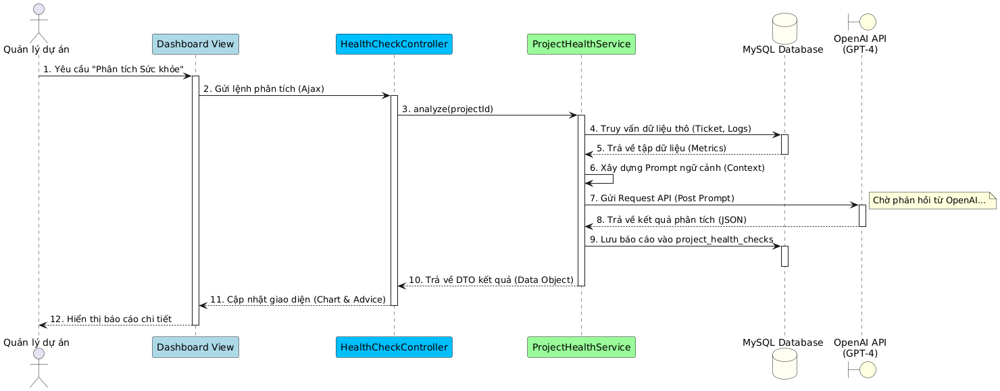 Quản lý dự án
Dashboard View
HealthCheckController
ProjectHealthService
MySQL Database
OpenAI API
(GPT-4)
1. Yêu cầu "Phân tích Sức khỏe"
2. Gửi lệnh phân tích (Ajax)
3. analyze(projectId)
4. Truy vấn dữ liệu thô (Ticket, Logs)
5. Trả về tập dữ liệu (Metrics)
6. Xây dựng Prompt ngữ cảnh (Context)
7. Gửi Request API (Post Prompt)
Chờ phản hồi từ OpenAI...
8. Trả về kết quả phân tích (JSON)
9. Lưu báo cáo vào project_health_checks
10. Trả về DTO kết quả (Data Object)
11. Cập nhật giao diện (Chart & Advice)
12. Hiển thị báo cáo chi tiết
Quản lý dự án
Dashboard View
HealthCheckController
ProjectHealthService
MySQL Database
OpenAI API
(GPT-4)